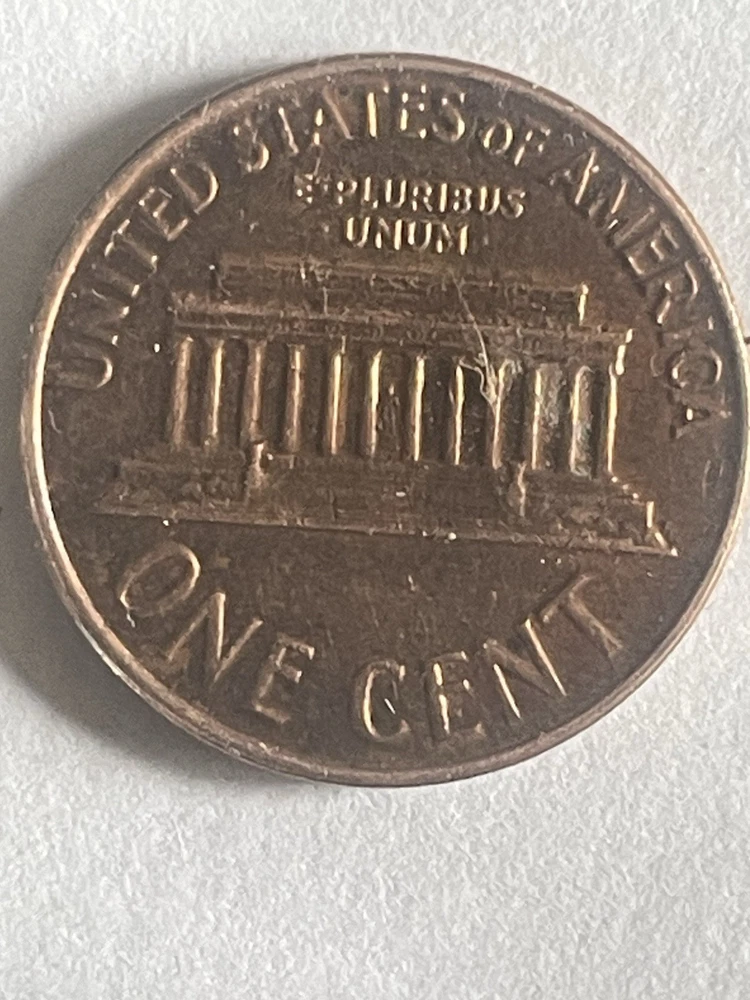 UNITED STATES OF AMERICA
E·PLURIBUS
UNUM
ONE CENT